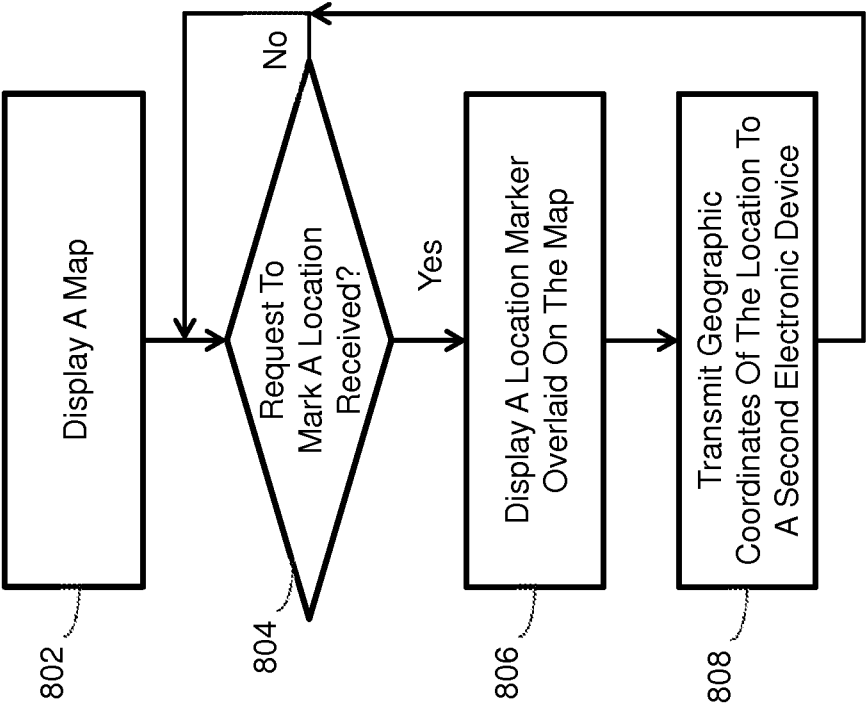 802
Display A Map
804
Request To
Mark A Location
Received?
No
Yes
806
Display A Location Marker
Overlaid On The Map
808
Transmit Geographic
Coordinates Of The Location To
A Second Electronic Device